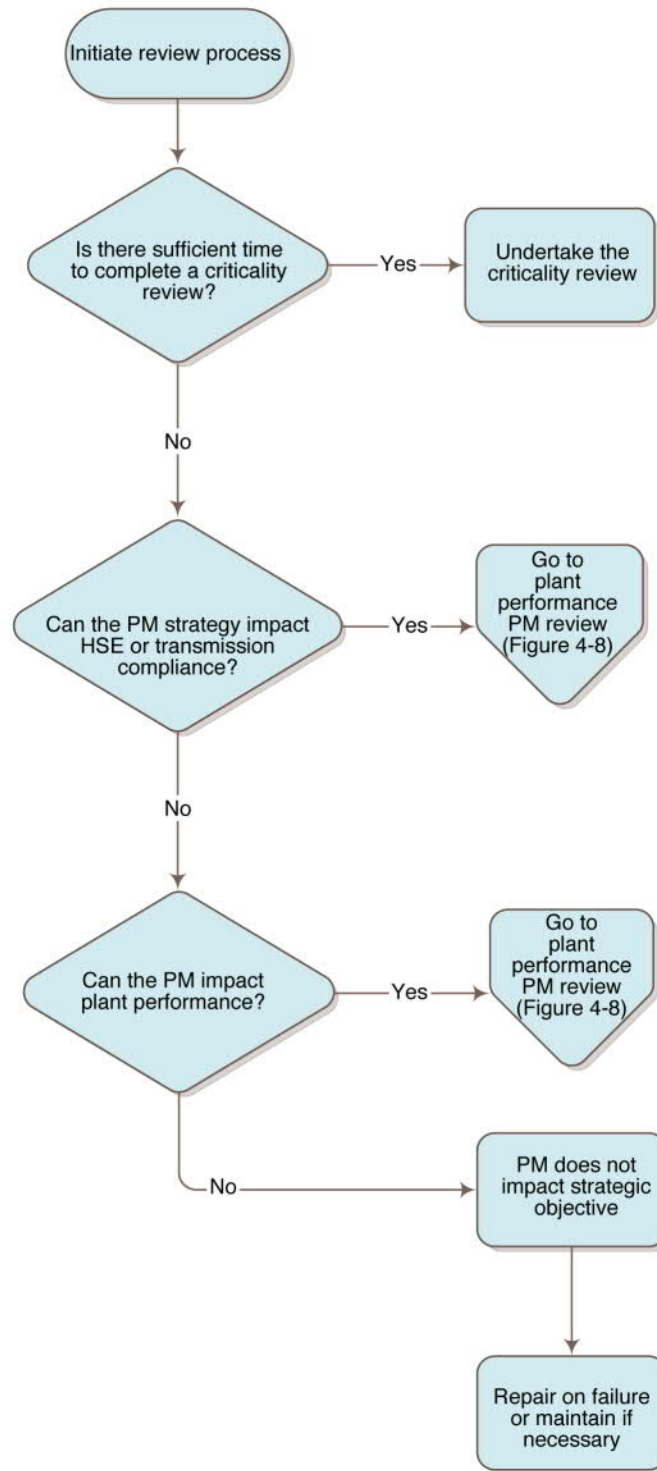 Initiate review process
Is there sufficient time
to complete a criticality
review?
Yes
Undertake the
criticality review
No
Can the PM strategy impact
HSE or transmission
compliance?
Yes
Go to
plant
performance
PM review
(Figure 4-8)
No
Can the PM impact
plant performance?
Yes
Go to
plant
performance
PM review
(Figure 4-8)
No
PM does not
impact strategic
objective
Repair on failure
or maintain if
necessary